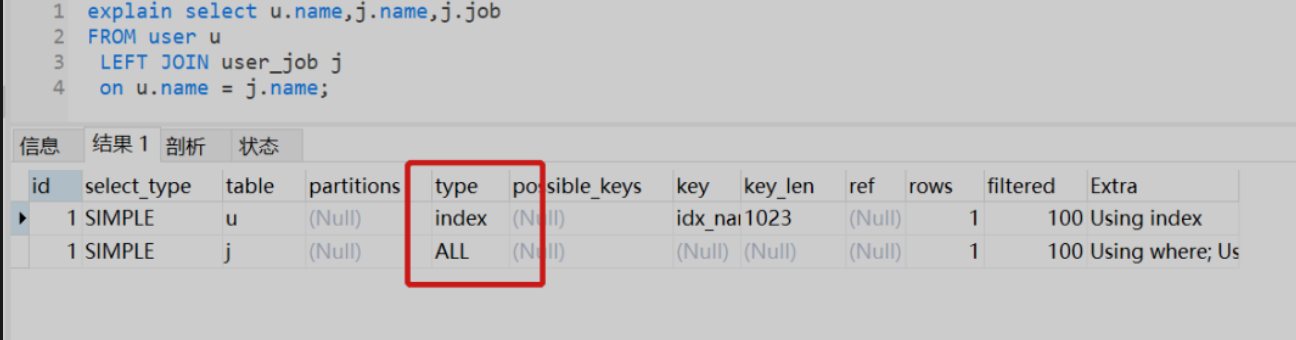 1 explain select u.name,j.name,j.job
2 FROM user u
3 LEFT JOIN user_job j
4 on u.name = j.name;
信息 结果 1 剖析 状态
id select_type table partitions type possible_keys key key_len ref rows filtered Extra
1 SIMPLE u (Null) index (Null) idx_nar 1023 (Null) 1 100 Using index
1 SIMPLE j (Null) ALL (Null) (Null) (Null) (Null) 1 100 Using where; Us